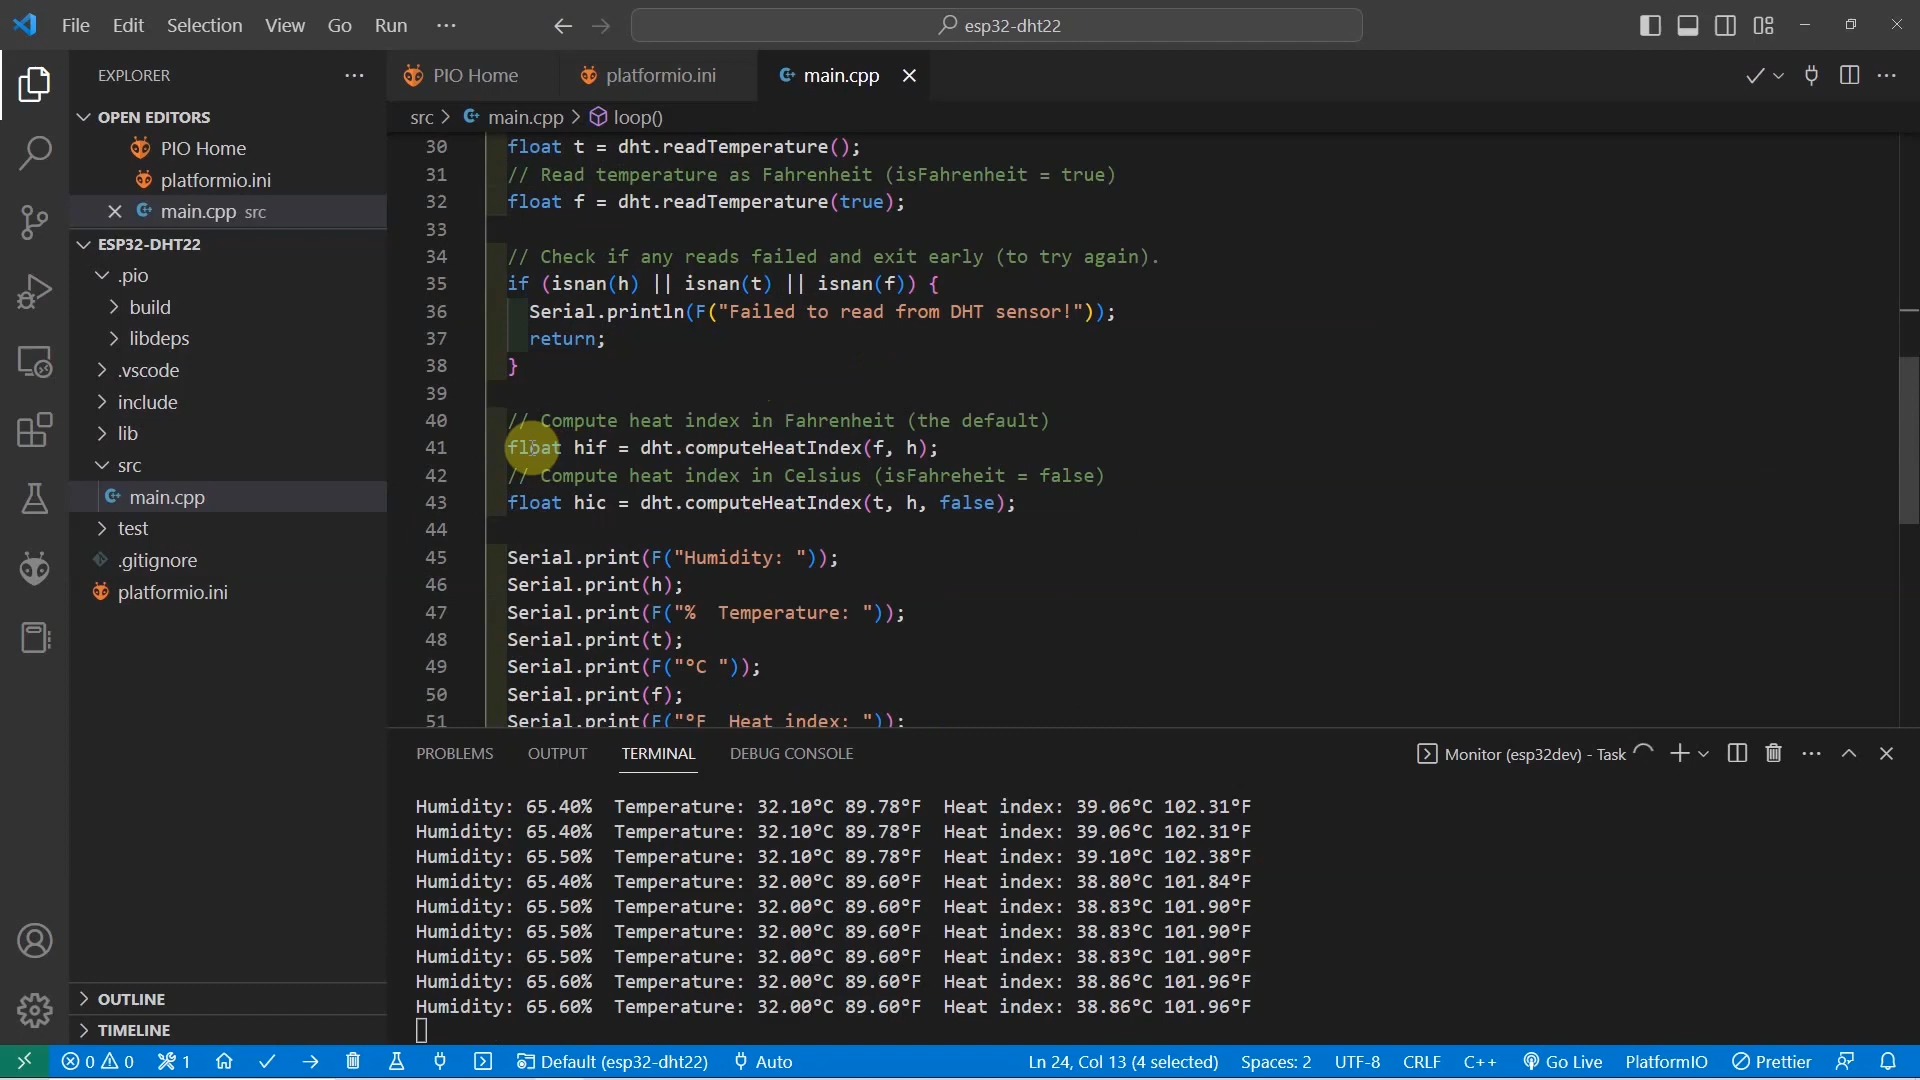 File Edit Selection View Go Run ···
esp32-dht22
EXPLORER
OPEN EDITORS
PIO Home
platformio.ini
main.cpp src
ESP32-DHT22
.pio
build
libdeps
.vscode
include
lib
src
main.cpp
test
.gitignore
platformio.ini
OUTLINE
TIMELINE
PIO Home platformio.ini main.cpp
src > main.cpp > loop()
30 float t = dht.readTemperature();
31 // Read temperature as Fahrenheit (isFahrenheit = true)
32 float f = dht.readTemperature(true);
33
34 // Check if any reads failed and exit early (to try again).
35 if (isnan(h) || isnan(t) || isnan(f)) {
36 Serial.println(F("Failed to read from DHT sensor!"));
37 return;
38 }
39
40 // Compute heat index in Fahrenheit (the default)
41 float hif = dht.computeHeatIndex(f, h);
42 // Compute heat index in Celsius (isFahreheit = false)
43 float hic = dht.computeHeatIndex(t, h, false);
44
45 Serial.print(F("Humidity: "));
46 Serial.print(h);
47 Serial.print(F("%  Temperature: "));
48 Serial.print(t);
49 Serial.print(F("°C "));
50 Serial.print(f);
51 Serial.print(F("°F  Heat index: "));
PROBLEMS OUTPUT TERMINAL DEBUG CONSOLE
Monitor (esp32dev) - Task
Humidity: 65.40%  Temperature: 32.10°C 89.78°F  Heat index: 39.06°C 102.31°F
Humidity: 65.40%  Temperature: 32.10°C 89.78°F  Heat index: 39.06°C 102.31°F
Humidity: 65.50%  Temperature: 32.10°C 89.78°F  Heat index: 39.10°C 102.38°F
Humidity: 65.40%  Temperature: 32.00°C 89.60°F  Heat index: 38.80°C 101.84°F
Humidity: 65.50%  Temperature: 32.00°C 89.60°F  Heat index: 38.83°C 101.90°F
Humidity: 65.50%  Temperature: 32.00°C 89.60°F  Heat index: 38.83°C 101.90°F
Humidity: 65.50%  Temperature: 32.00°C 89.60°F  Heat index: 38.83°C 101.90°F
Humidity: 65.60%  Temperature: 32.00°C 89.60°F  Heat index: 38.86°C 101.96°F
Humidity: 65.60%  Temperature: 32.00°C 89.60°F  Heat index: 38.86°C 101.96°F
0 0 1 Default (esp32-dht22) Auto Ln 24, Col 13 (4 selected) Spaces: 2 UTF-8 CRLF C++ Go Live PlatformIO Prettier